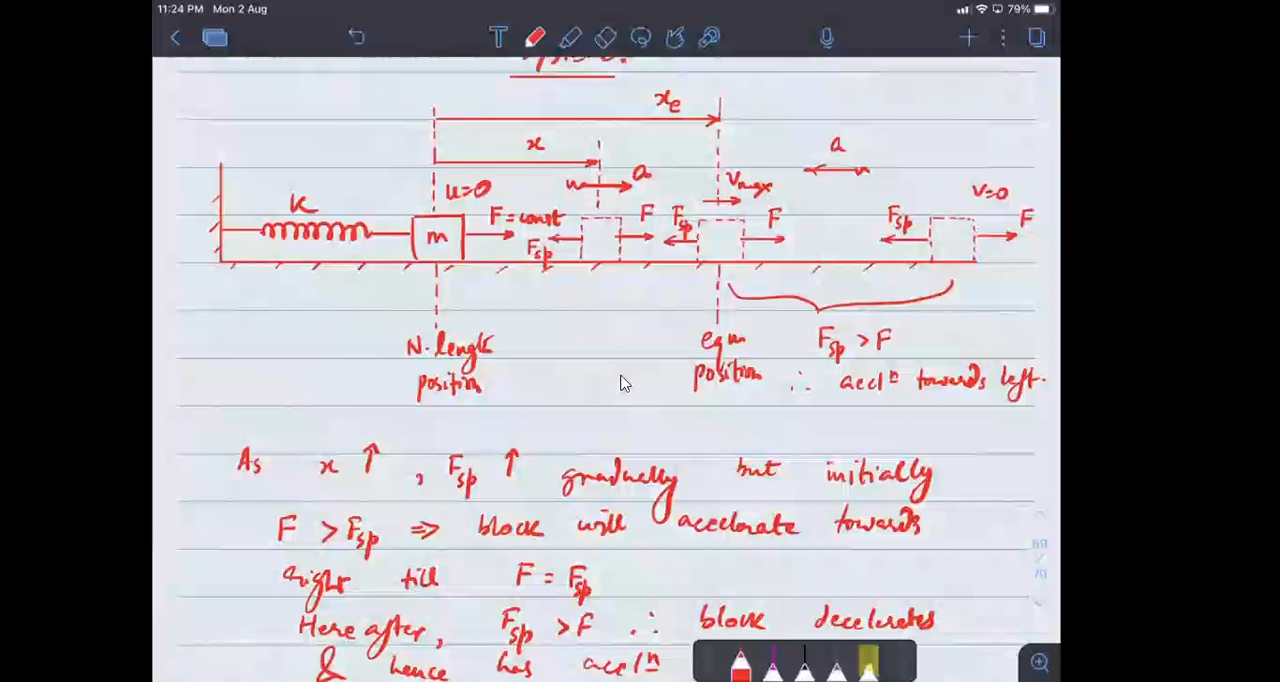 11:24 PM Mon 2 Aug
79%
T
xe
x
a
a
u=0
vmax
v=0
K
F = const
F
Fsp
F
Fsp
F
m
Fsp
N. length
position
eqm
position
Fsp > F
∴ accln towards left.
As x ↑ , Fsp ↑ gradually but initially
F > Fsp ⇒ block will accelerate towards
right till F = Fsp
Here after, Fsp > F ∴ block decelerates
& hence has accln
69
70